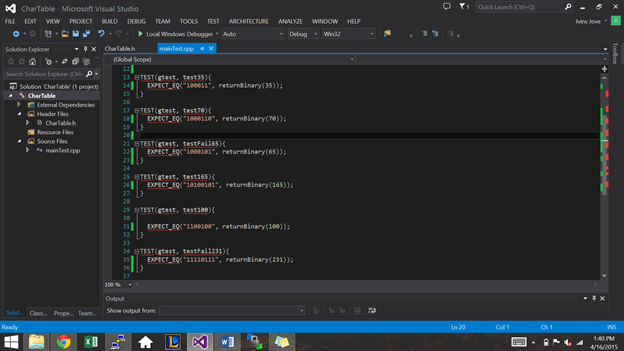 CharTable - Microsoft Visual Studio
Quick Launch (Ctrl+Q)
FILE EDIT VIEW PROJECT BUILD DEBUG TEAM TOOLS TEST ARCHITECTURE ANALYZE WINDOW HELP
Ivins Jove
Local Windows Debugger Auto Debug Win32
Solution Explorer
Search Solution Explorer (Ctrl+
Solution 'CharTable' (1 project)
CharTable
External Dependencies
Header Files
CharTable.h
Resource Files
Source Files
mainTest.cpp
Solut... Class... Prope... Team...
CharTable.h mainTest.cpp
(Global Scope)
12
13 TEST(gtest, test35){
14 EXPECT_EQ("100011", returnBinary(35));
15 }
16
17 TEST(gtest, test70){
18 EXPECT_EQ("1000110", returnBinary(70));
19 }
20
21 TEST(gtest, testFail65){
22 EXPECT_EQ("1000101", returnBinary(65));
23 }
24
25 TEST(gtest, test165){
26 EXPECT_EQ("10100101", returnBinary(165));
27 }
28
29 TEST(gtest, test100){
30
31 EXPECT_EQ("1100100", returnBinary(100));
32 }
33
34 TEST(gtest, testFail231){
35 EXPECT_EQ("11110111", returnBinary(231));
36 }
37
100 %
Toolbox
Output
Show output from:
Ready Ln 20 Col 1 Ch 1 INS
1:40 PM
4/16/2015